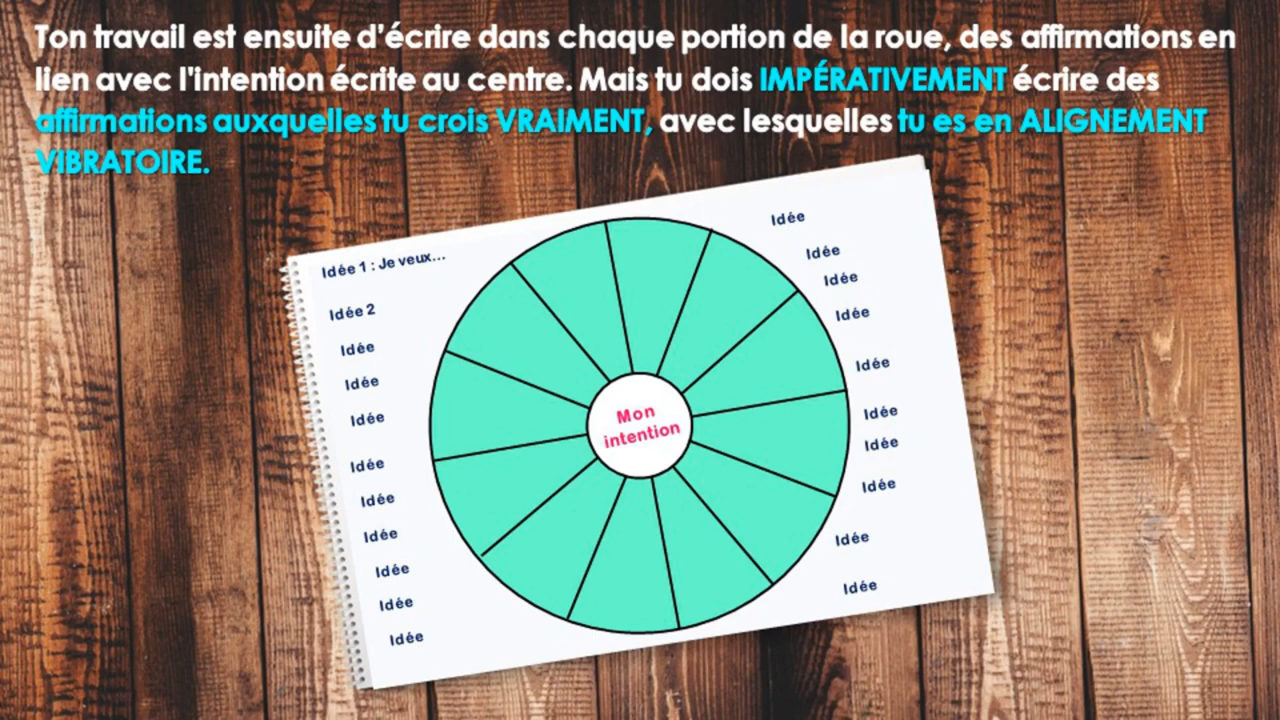 Ton travail est ensuite d'écrire dans chaque portion de la roue, des affirmations en
lien avec l'intention écrite au centre. Mais tu dois IMPÉRATIVEMENT écrire des
affirmations auxquelles tu crois VRAIMENT, avec lesquelles tu es en ALIGNEMENT
VIBRATOIRE.
Idée 1 : Je veux...
Idée 2
Idée
Idée
Idée
Idée
Idée
Idée
Idée
Idée
Idée
Mon
intention
Idée
Idée
Idée
Idée
Idée
Idée
Idée
Idée
Idée
Idée